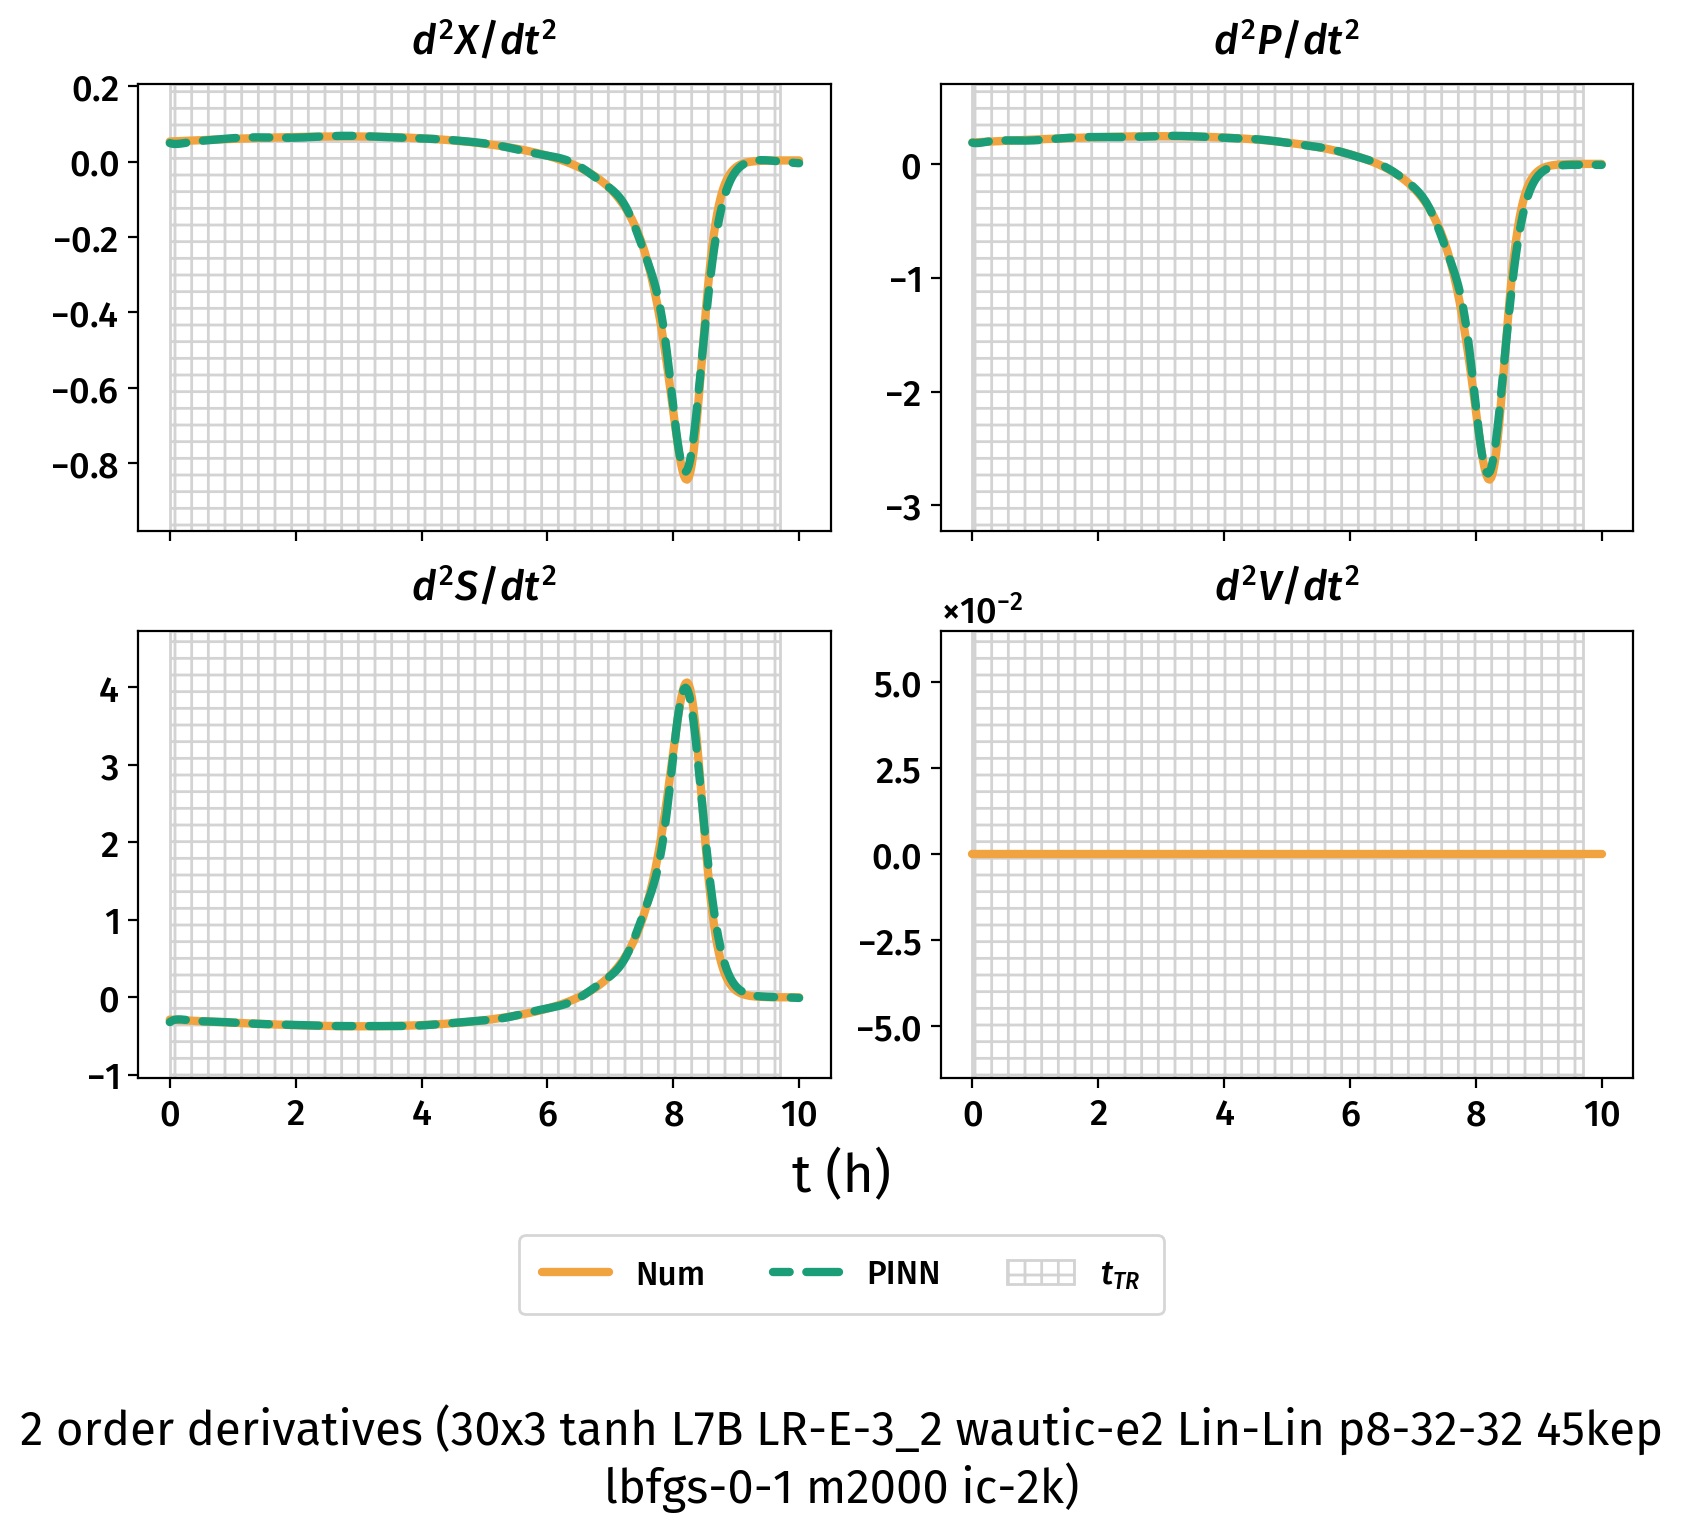 d²X/dt²
0.2
0.0
−0.2
−0.4
−0.6
−0.8
d²P/dt²
0
−1
−2
−3
d²S/dt²
4
3
2
1
0
−1
0 2 4 6 8 10
d²V/dt²
×10⁻²
5.0
2.5
0.0
−2.5
−5.0
0 2 4 6 8 10
t (h)
Num PINN t_TR
2 order derivatives (30x3 tanh L7B LR-E-3_2 wautic-e2 Lin-Lin p8-32-32 45kep
lbfgs-0-1 m2000 ic-2k)